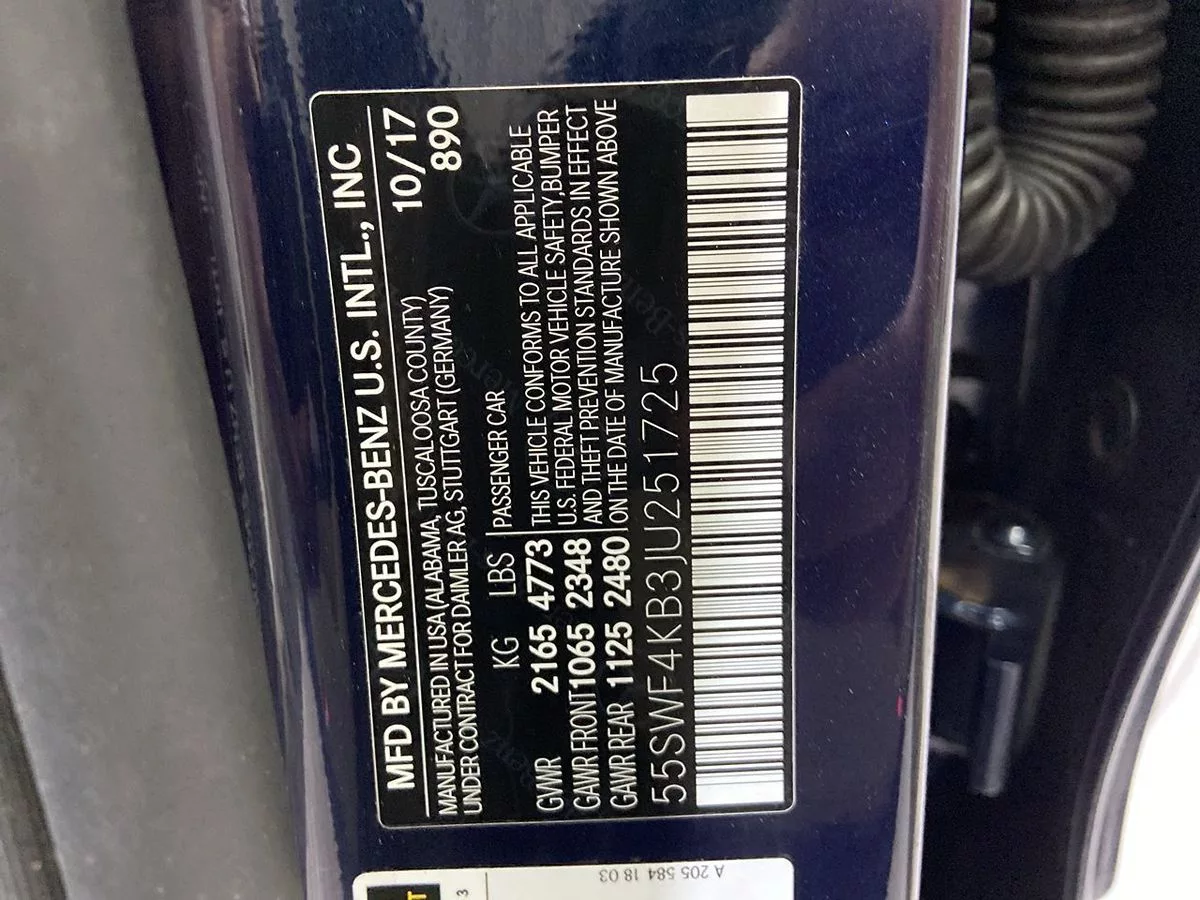 MFD BY MERCEDES-BENZ U.S. INTL., INC
10/17
MANUFACTURED IN USA (ALABAMA, TUSCALOOSA COUNTY)
UNDER CONTRACT FOR DAIMLER AG, STUTTGART (GERMANY)
890
KG LBS PASSENGER CAR
GVWR 2165 4773 THIS VEHICLE CONFORMS TO ALL APPLICABLE
GAWR FRONT 1065 2348 U.S. FEDERAL MOTOR VEHICLE SAFETY, BUMPER
GAWR REAR 1125 2480 AND THEFT PREVENTION STANDARDS IN EFFECT
ON THE DATE OF MANUFACTURE SHOWN ABOVE
55SWF4KB3JU251725
A 205 584 18 03
3